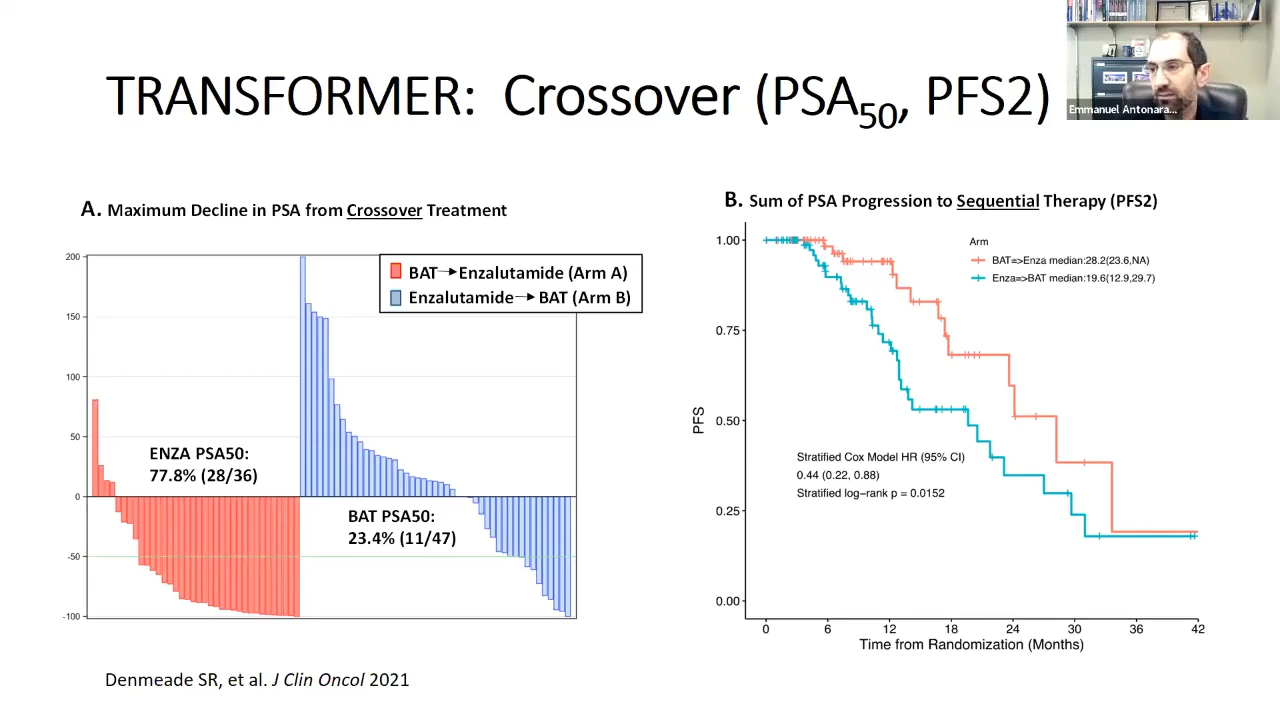 TRANSFORMER: Crossover (PSA50, PFS2)
Emmanuel Antonara...
A. Maximum Decline in PSA from Crossover Treatment
BAT→Enzalutamide (Arm A)
Enzalutamide→BAT (Arm B)
200
150
100
50
0
-50
-100
ENZA PSA50:
77.8% (28/36)
BAT PSA50:
23.4% (11/47)
B. Sum of PSA Progression to Sequential Therapy (PFS2)
Arm
BAT=>Enza median:28.2(23.6,NA)
Enza=>BAT median:19.6(12.9,29.7)
1.00
0.75
0.50
0.25
0.00
PFS
Stratified Cox Model HR (95% CI)
0.44 (0.22, 0.88)
Stratified log-rank p = 0.0152
0 6 12 18 24 30 36 42
Time from Randomization (Months)
Denmeade SR, et al. J Clin Oncol 2021